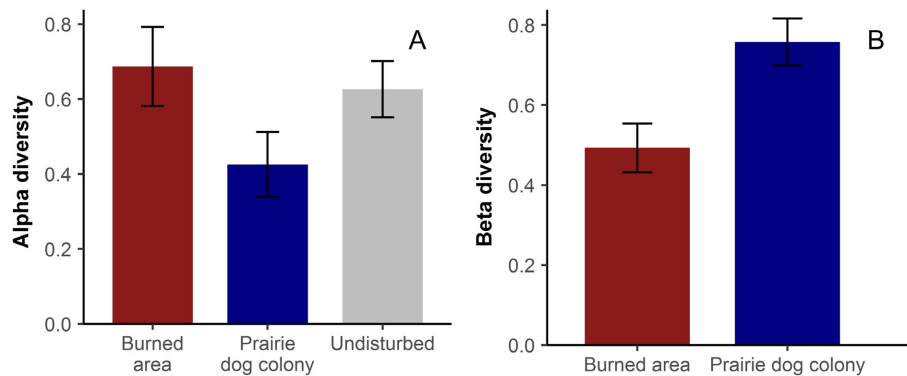 A
Alpha diversity
0.8
0.6
0.4
0.2
0.0
Burned
area
Prairie
dog colony
Undisturbed
B
Beta diversity
0.8
0.6
0.4
0.2
0.0
Burned area
Prairie dog colony